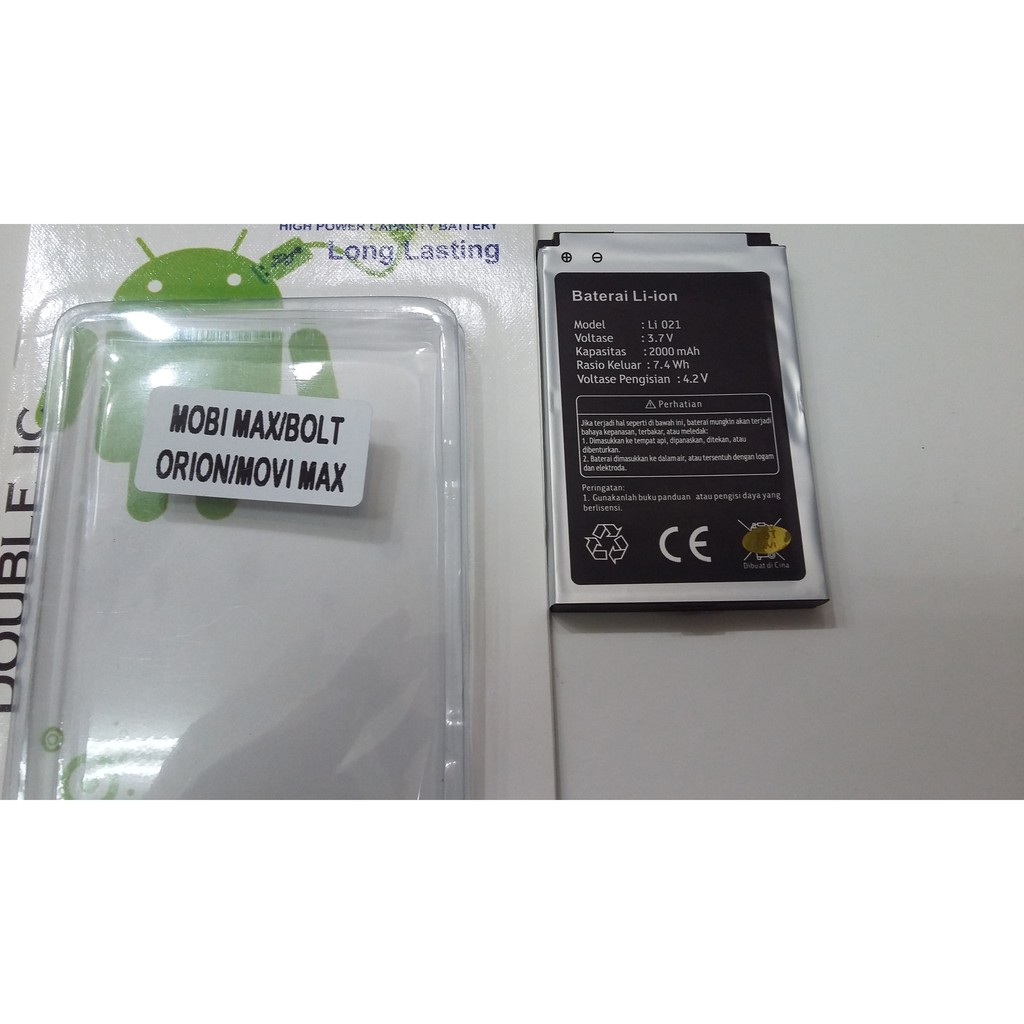 HIGH POWER CAPACITY BATTERY
Long Lasting
DOUBLE IC
MOBI MAX/BOLT
ORION/MOVI MAX
Baterai Li-ion
Model : Li 021
Voltase : 3.7 V
Kapasitas : 2000 mAh
Rasio Keluar : 7.4 Wh
Voltase Pengisian : 4.2 V
Perhatian
Jika terjadi hal seperti di bawah ini, baterai mungkin akan terjadi
bahaya kepanasan, terbakar, atau meledak:
1. Dimasukkan ke tempat api, dipanaskan, ditekan, atau
dibenturkan.
2. Baterai dimasukkan ke dalam air, atau tersentuh dengan logam
dan elektroda.
Peringatan:
1. Gunakanlah buku panduan atau pengisi daya yang
berlisensi.
CE
Dibuat di Cina